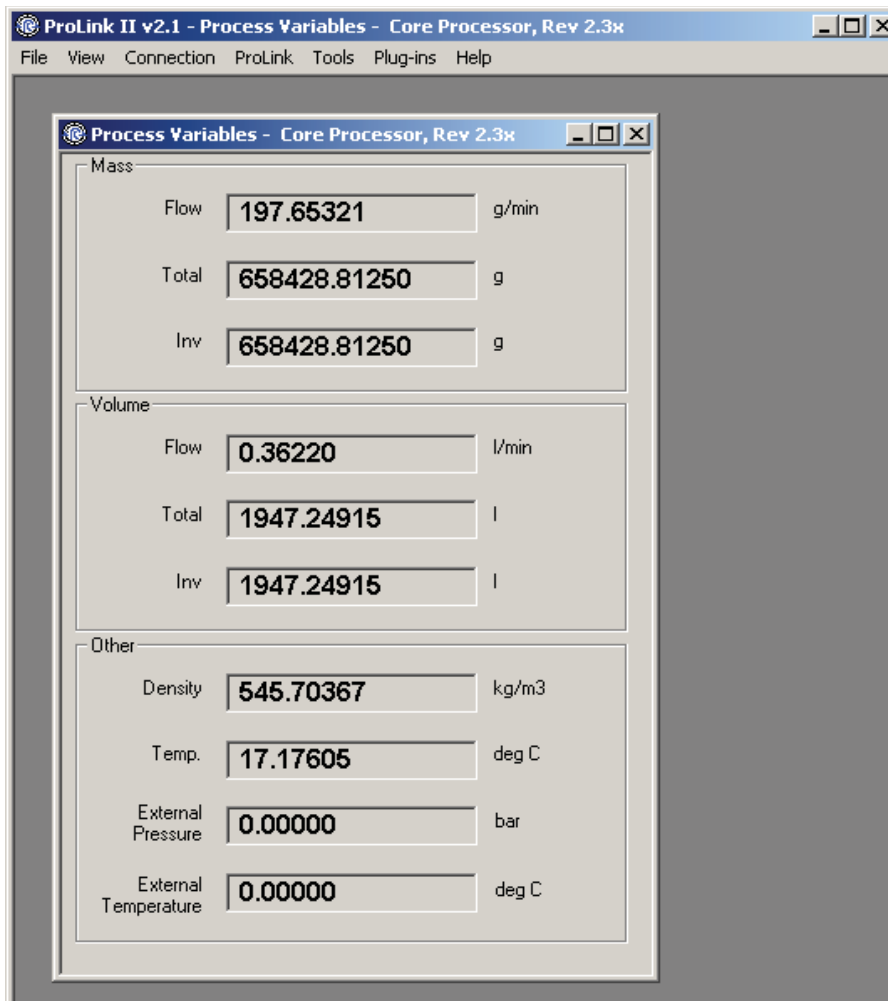 ProLink II v2.1 - Process Variables - Core Processor, Rev 2.3x
File View Connection ProLink Tools Plug-ins Help
Process Variables - Core Processor, Rev 2.3x
Mass
Flow 197.65321 g/min
Total 658428.81250 g
Inv 658428.81250 g
Volume
Flow 0.36220 l/min
Total 1947.24915 l
Inv 1947.24915 l
Other
Density 545.70367 kg/m3
Temp. 17.17605 deg C
External
Pressure 0.00000 bar
External
Temperature 0.00000 deg C